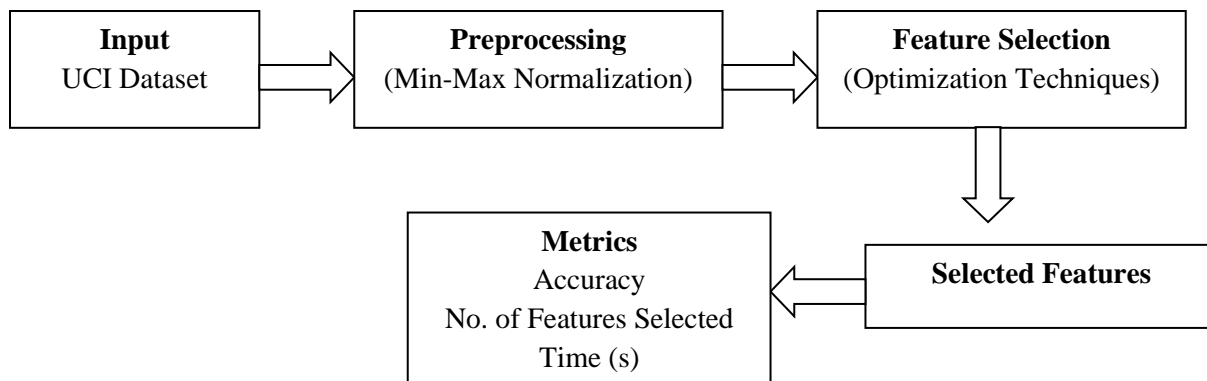 Input
UCI Dataset
Preprocessing
(Min-Max Normalization)
Feature Selection
(Optimization Techniques)
Selected Features
Metrics
Accuracy
No. of Features Selected
Time (s)